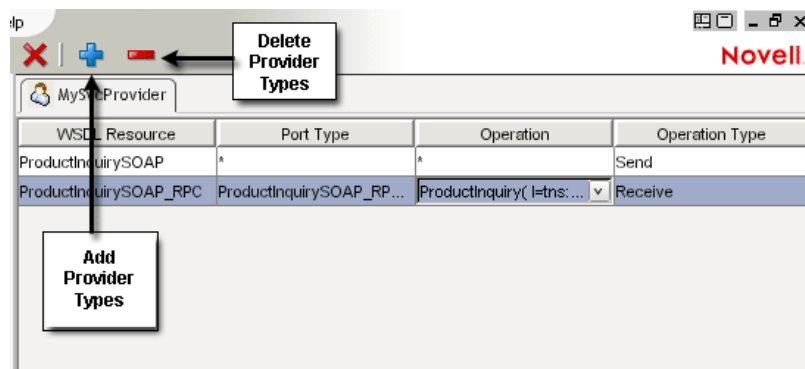 elp
Delete
Provider
Types
Novell.
MySvcProvider
WSDL Resource Port Type Operation Operation Type
ProductInquirySOAP * * Send
ProductInquirySOAP_RPC ProductInquirySOAP_RP... ProductInquiry( I=tns:... Receive
Add
Provider
Types